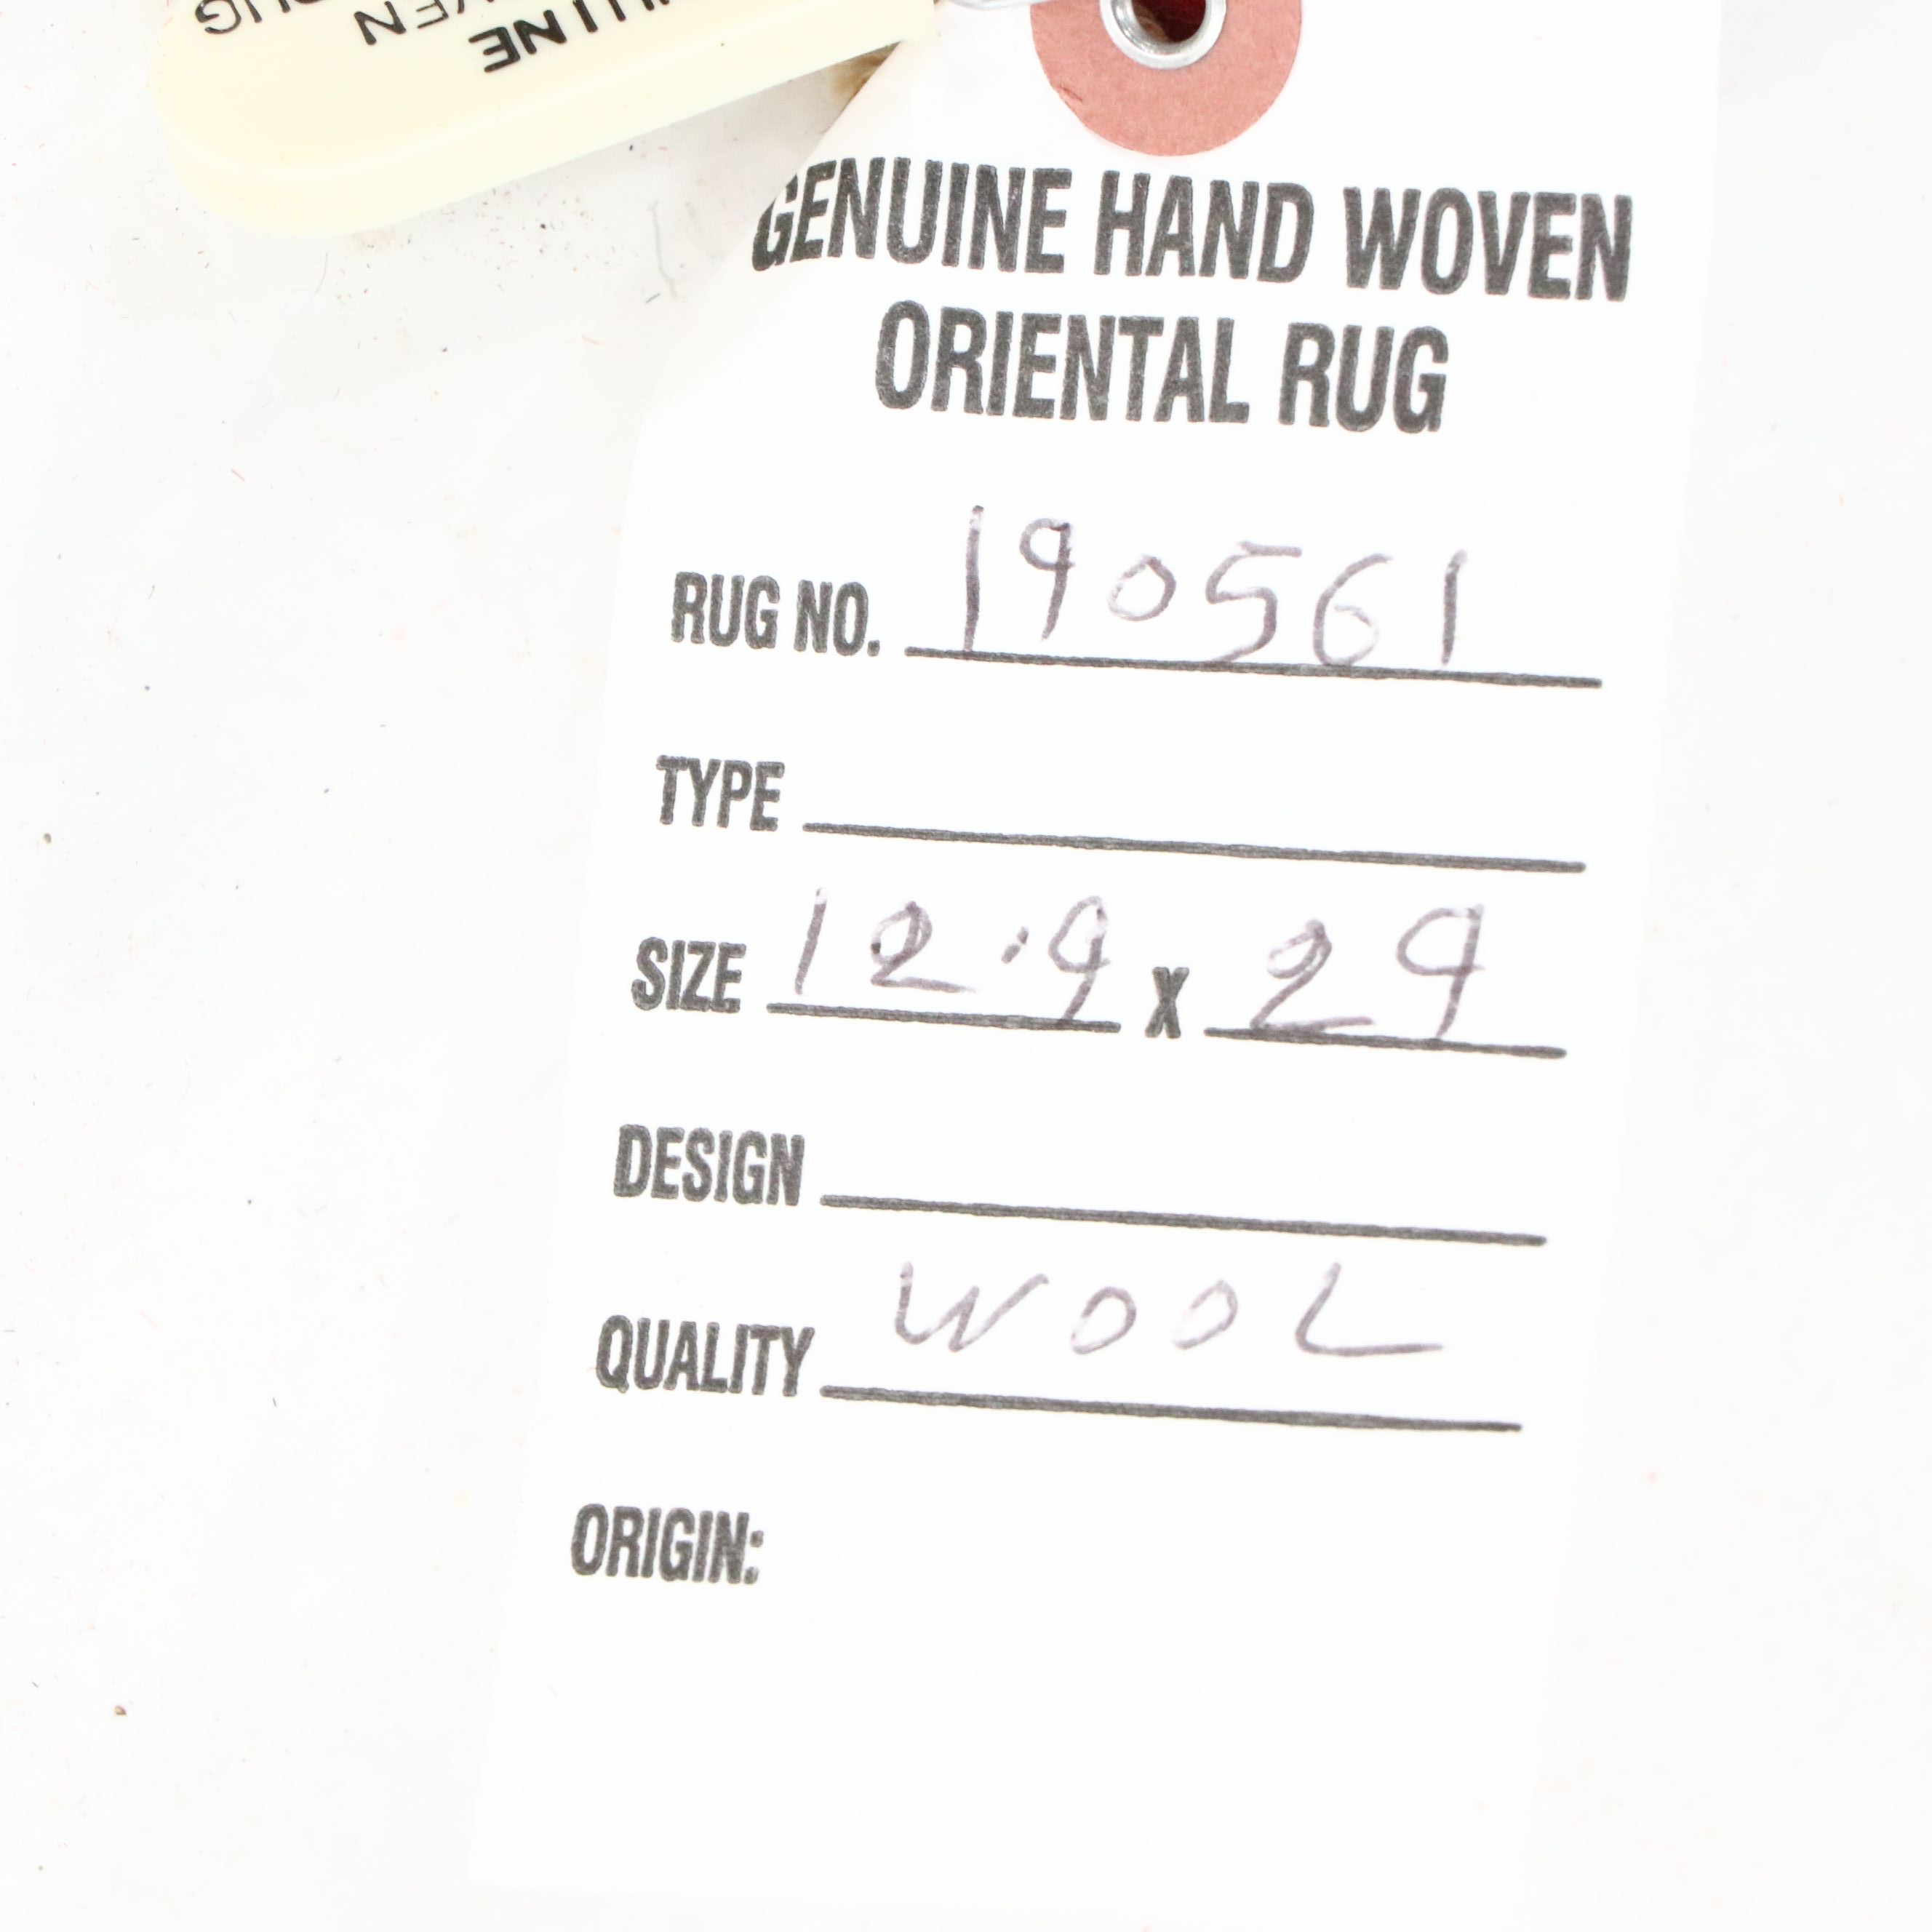 GENUINE HAND WOVEN
ORIENTAL RUG
RUG NO. 190561
TYPE
SIZE 12.9 X 29
DESIGN
QUALITY WOOL
ORIGIN: